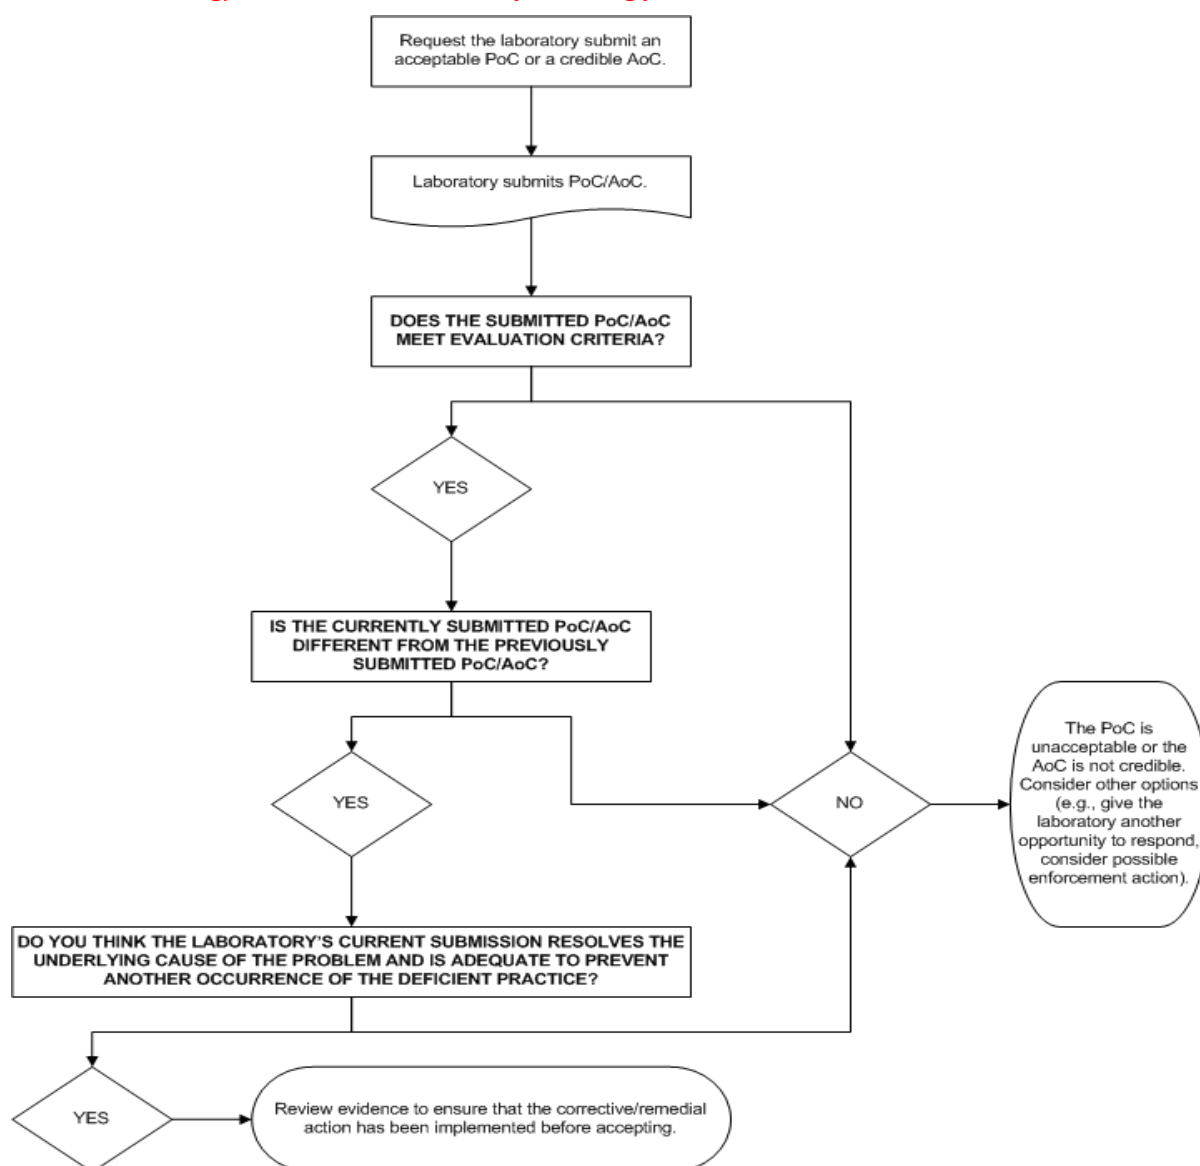 Request the laboratory submit an
acceptable PoC or a credible AoC.
Laboratory submits PoC/AoC.
DOES THE SUBMITTED PoC/AoC
MEET EVALUATION CRITERIA?
YES
IS THE CURRENTLY SUBMITTED PoC/AoC
DIFFERENT FROM THE PREVIOUSLY
SUBMITTED PoC/AoC?
YES
NO
The PoC is
unacceptable or the
AoC is not credible.
Consider other options
(e.g., give the
laboratory another
opportunity to respond,
consider possible
enforcement action).
DO YOU THINK THE LABORATORY'S CURRENT SUBMISSION RESOLVES THE
UNDERLYING CAUSE OF THE PROBLEM AND IS ADEQUATE TO PREVENT
ANOTHER OCCURRENCE OF THE DEFICIENT PRACTICE?
YES
Review evidence to ensure that the corrective/remedial
action has been implemented before accepting.